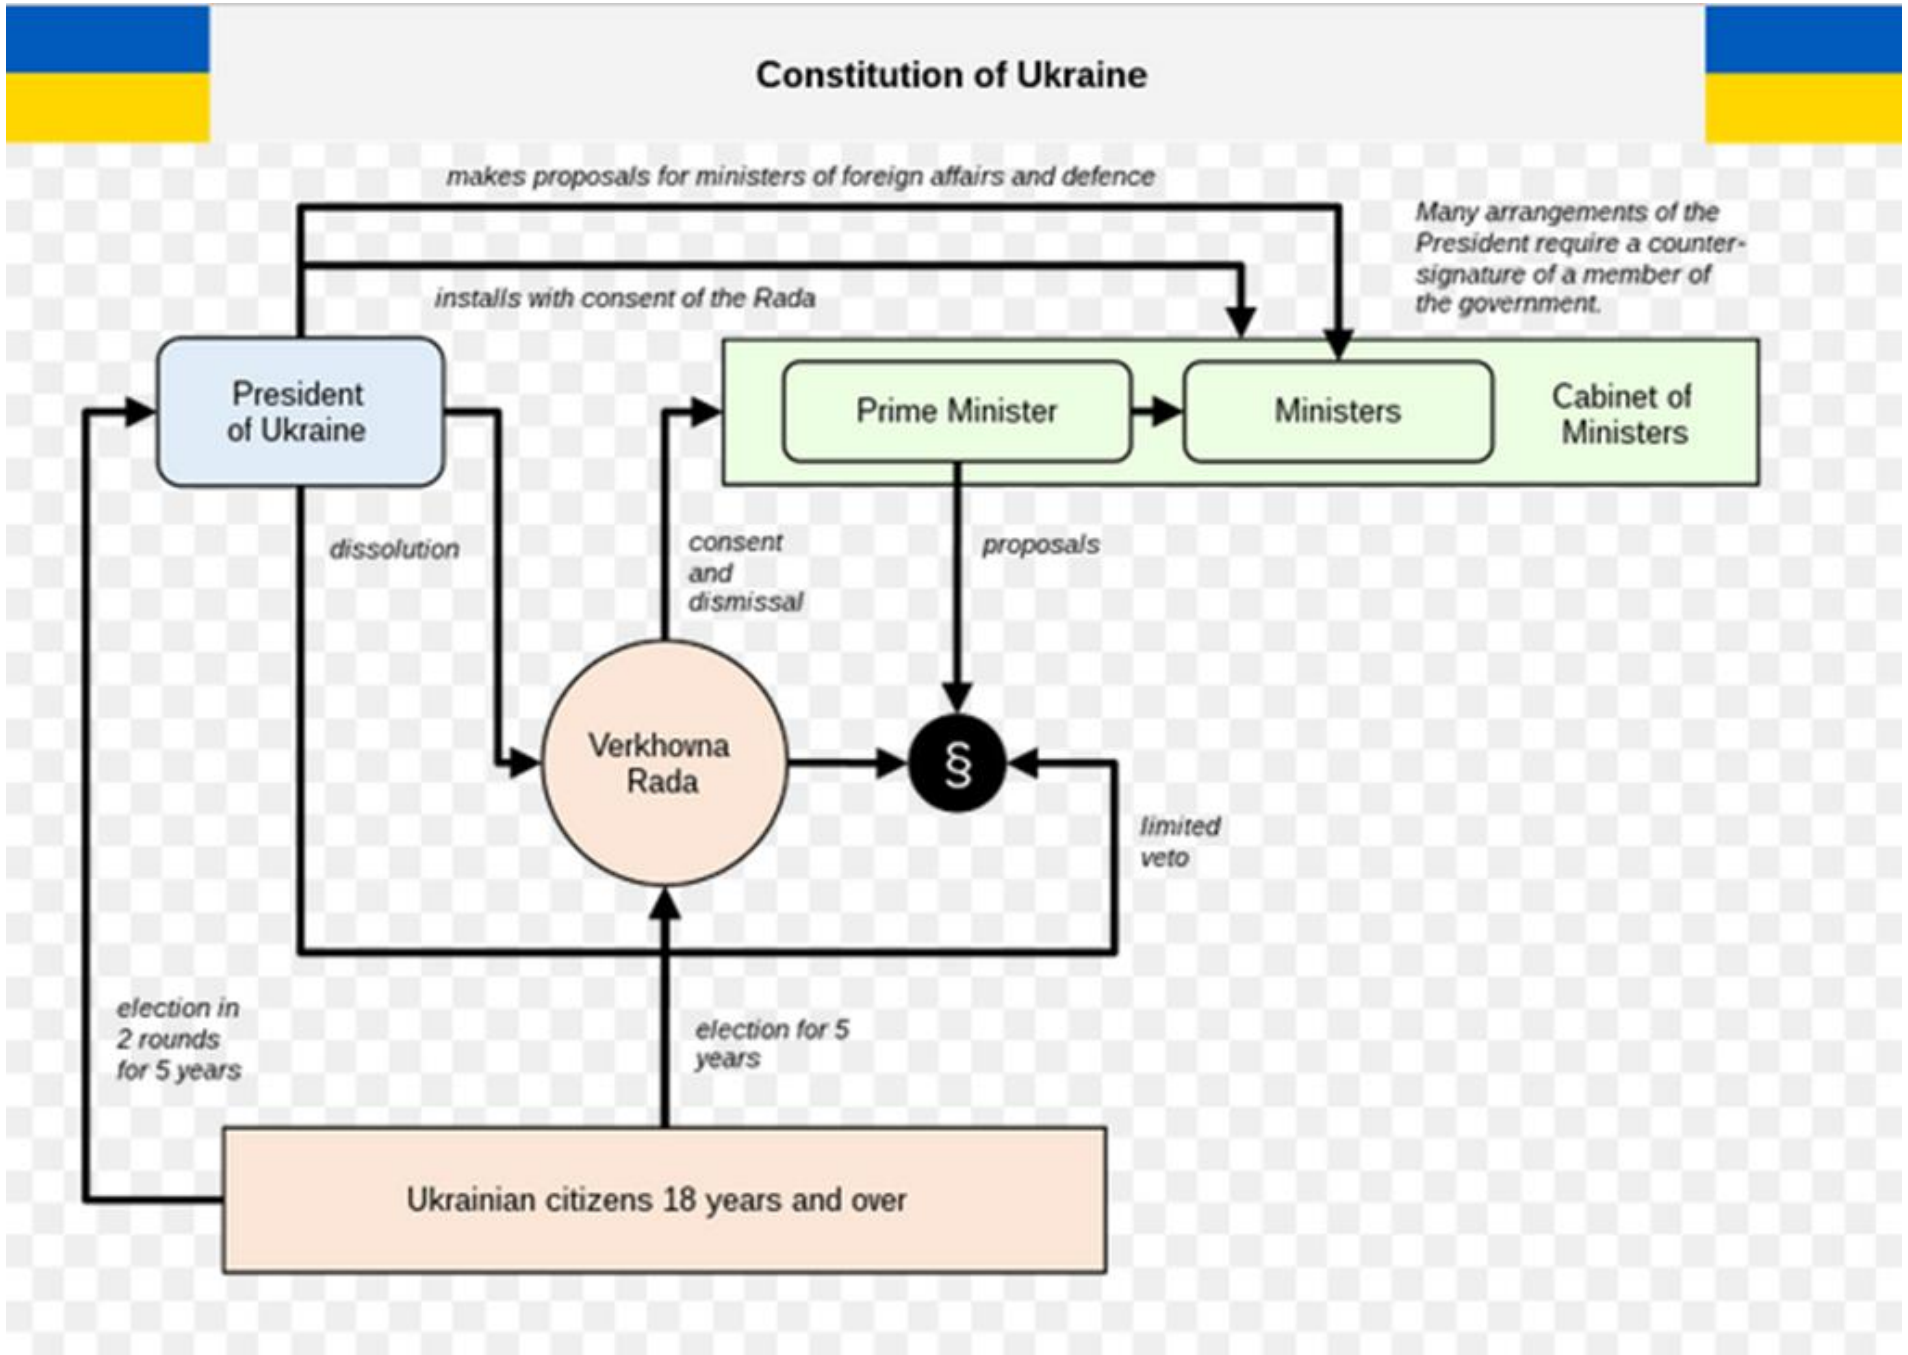 Constitution of Ukraine
makes proposals for ministers of foreign affairs and defence
Many arrangements of the
President require a counter-
signature of a member of
the government.
installs with consent of the Rada
President
of Ukraine
Prime Minister
Ministers
Cabinet of
Ministers
dissolution
consent
and
dismissal
proposals
Verkhovna
Rada
§
limited
veto
election in
2 rounds
for 5 years
election for 5
years
Ukrainian citizens 18 years and over